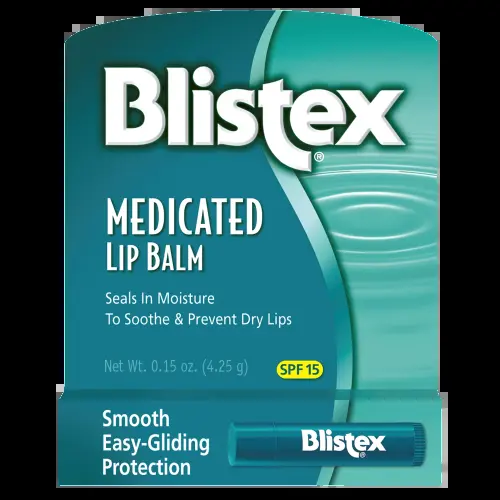 Blistex®
MEDICATED
LIP BALM
Seals In Moisture
To Soothe & Prevent Dry Lips
Net Wt. 0.15 oz. (4.25 g)
SPF 15
Smooth
Easy-Gliding
Protection
Blistex®